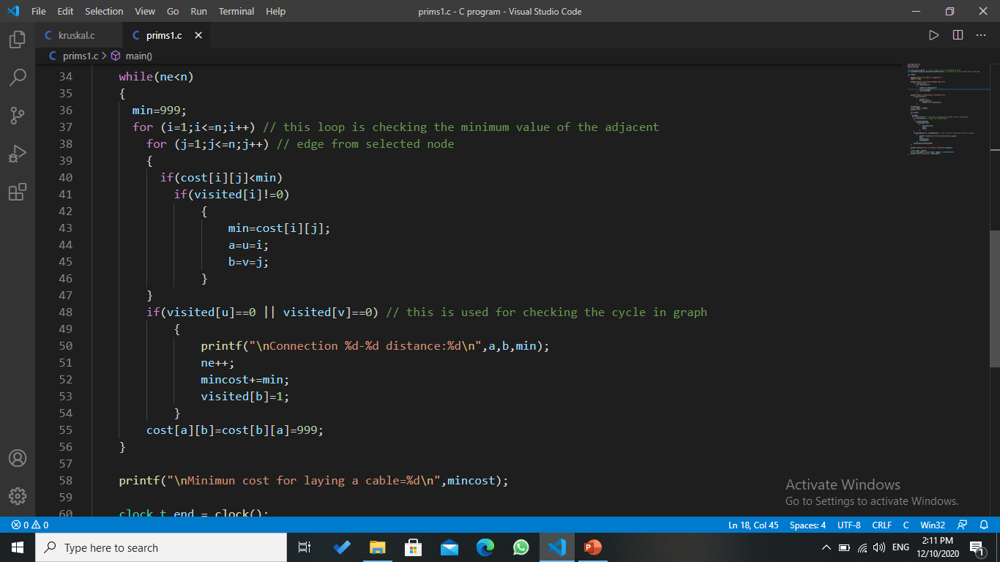 File Edit Selection View Go Run Terminal Help prims1.c - C program - Visual Studio Code
C kruskal.c C prims1.c
C prims1.c > main()
34 while(ne<n)
35 {
36 min=999;
37 for (i=1;i<=n;i++) // this loop is checking the minimum value of the adjacent
38 for (j=1;j<=n;j++) // edge from selected node
39 {
40 if(cost[i][j]<min)
41 if(visited[i]!=0)
42 {
43 min=cost[i][j];
44 a=u=i;
45 b=v=j;
46 }
47 }
48 if(visited[u]==0 || visited[v]==0) // this is used for checking the cycle in graph
49 {
50 printf("\nConnection %d-%d distance:%d\n",a,b,min);
51 ne++;
52 mincost+=min;
53 visited[b]=1;
54 }
55 cost[a][b]=cost[b][a]=999;
56 }
57
58 printf("\nMinimun cost for laying a cable=%d\n",mincost);
59
60 clock_t end = clock();
Activate Windows
Go to Settings to activate Windows.
0 0 Ln 18, Col 45 Spaces: 4 UTF-8 CRLF C Win32
Type here to search ENG 2:11 PM
12/10/2020 1